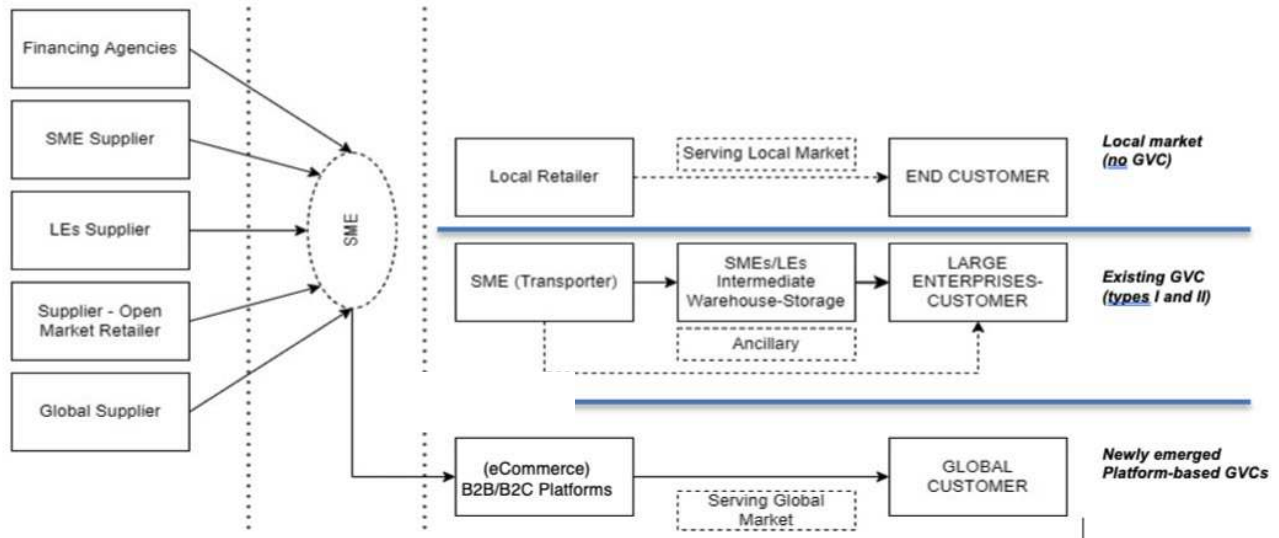 Financing Agencies
SME Supplier
LEs Supplier
Supplier - Open
Market Retailer
Global Supplier
SME
Local Retailer
Serving Local Market
END CUSTOMER
Local market
(no GVC)
SME (Transporter)
SMEs/LEs
Intermediate
Warehouse-Storage
LARGE
ENTERPRISES-
CUSTOMER
Existing GVC
(types I and II)
Ancillary
(eCommerce)
B2B/B2C Platforms
Serving Global
Market
GLOBAL
CUSTOMER
Newly emerged
Platform-based GVCs